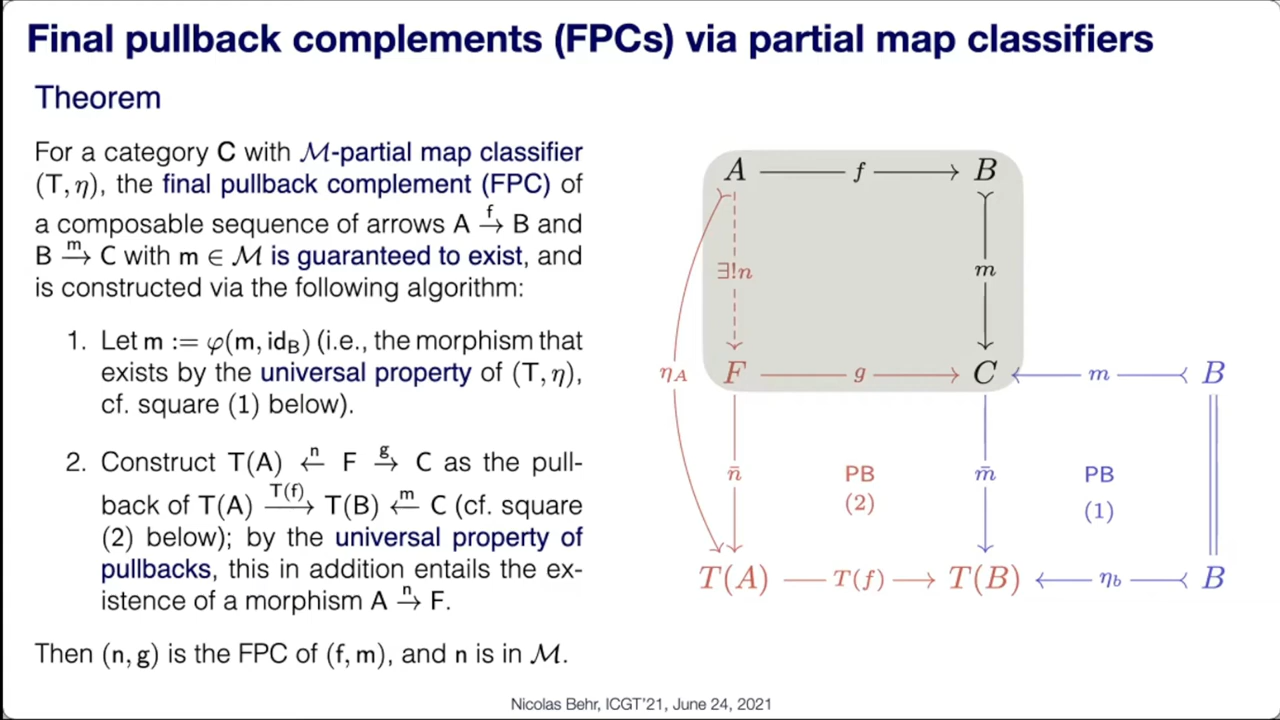 Final pullback complements (FPCs) via partial map classifiers
Theorem
For a category C with ℳ-partial map classifier
(T, η), the final pullback complement (FPC) of
a composable sequence of arrows A →f B and
B →m C with m ∈ ℳ is guaranteed to exist, and
is constructed via the following algorithm:
1. Let m := φ(m, id_B) (i.e., the morphism that
exists by the universal property of (T, η),
cf. square (1) below).
2. Construct T(A) ←n F →g C as the pull-
back of T(A) →T(f) T(B) ←m C (cf. square
(2) below); by the universal property of
pullbacks, this in addition entails the ex-
istence of a morphism A →n F.
Then (n, g) is the FPC of (f, m), and n is in ℳ.
A f B
∃!n m
η_A F g C m B
n̄ PB m̄ PB
(2) (1)
T(A) T(f) T(B) η_b B
Nicolas Behr, ICGT'21, June 24, 2021